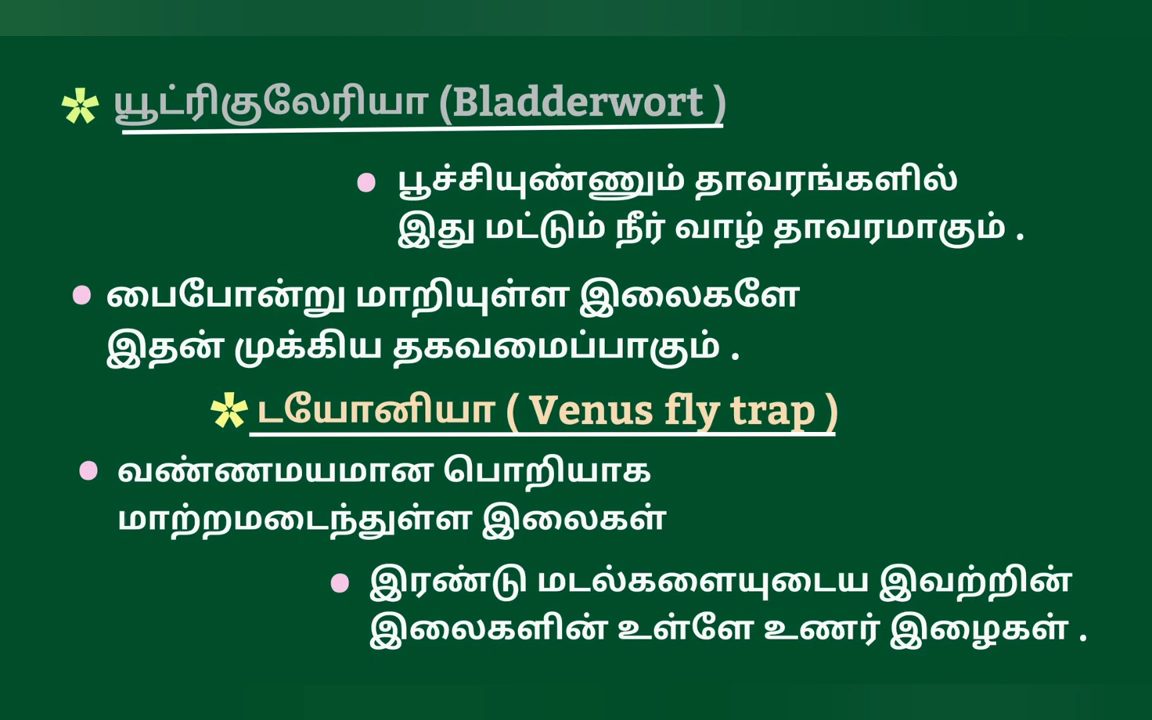 * யூட்ரிகுலேரியா (Bladderwort )
• பூச்சியுண்ணும் தாவரங்களில்
இது மட்டும் நீர் வாழ் தாவரமாகும் .
• பைபோன்று மாறியுள்ள இலைகளே
இதன் முக்கிய தகவமைப்பாகும் .
* டயோனியா ( Venus fly trap )
• வண்ணமயமான பொறியாக
மாற்றமடைந்துள்ள இலைகள்
• இரண்டு மடல்களையுடைய இவற்றின்
இலைகளின் உள்ளே உணர் இழைகள் .